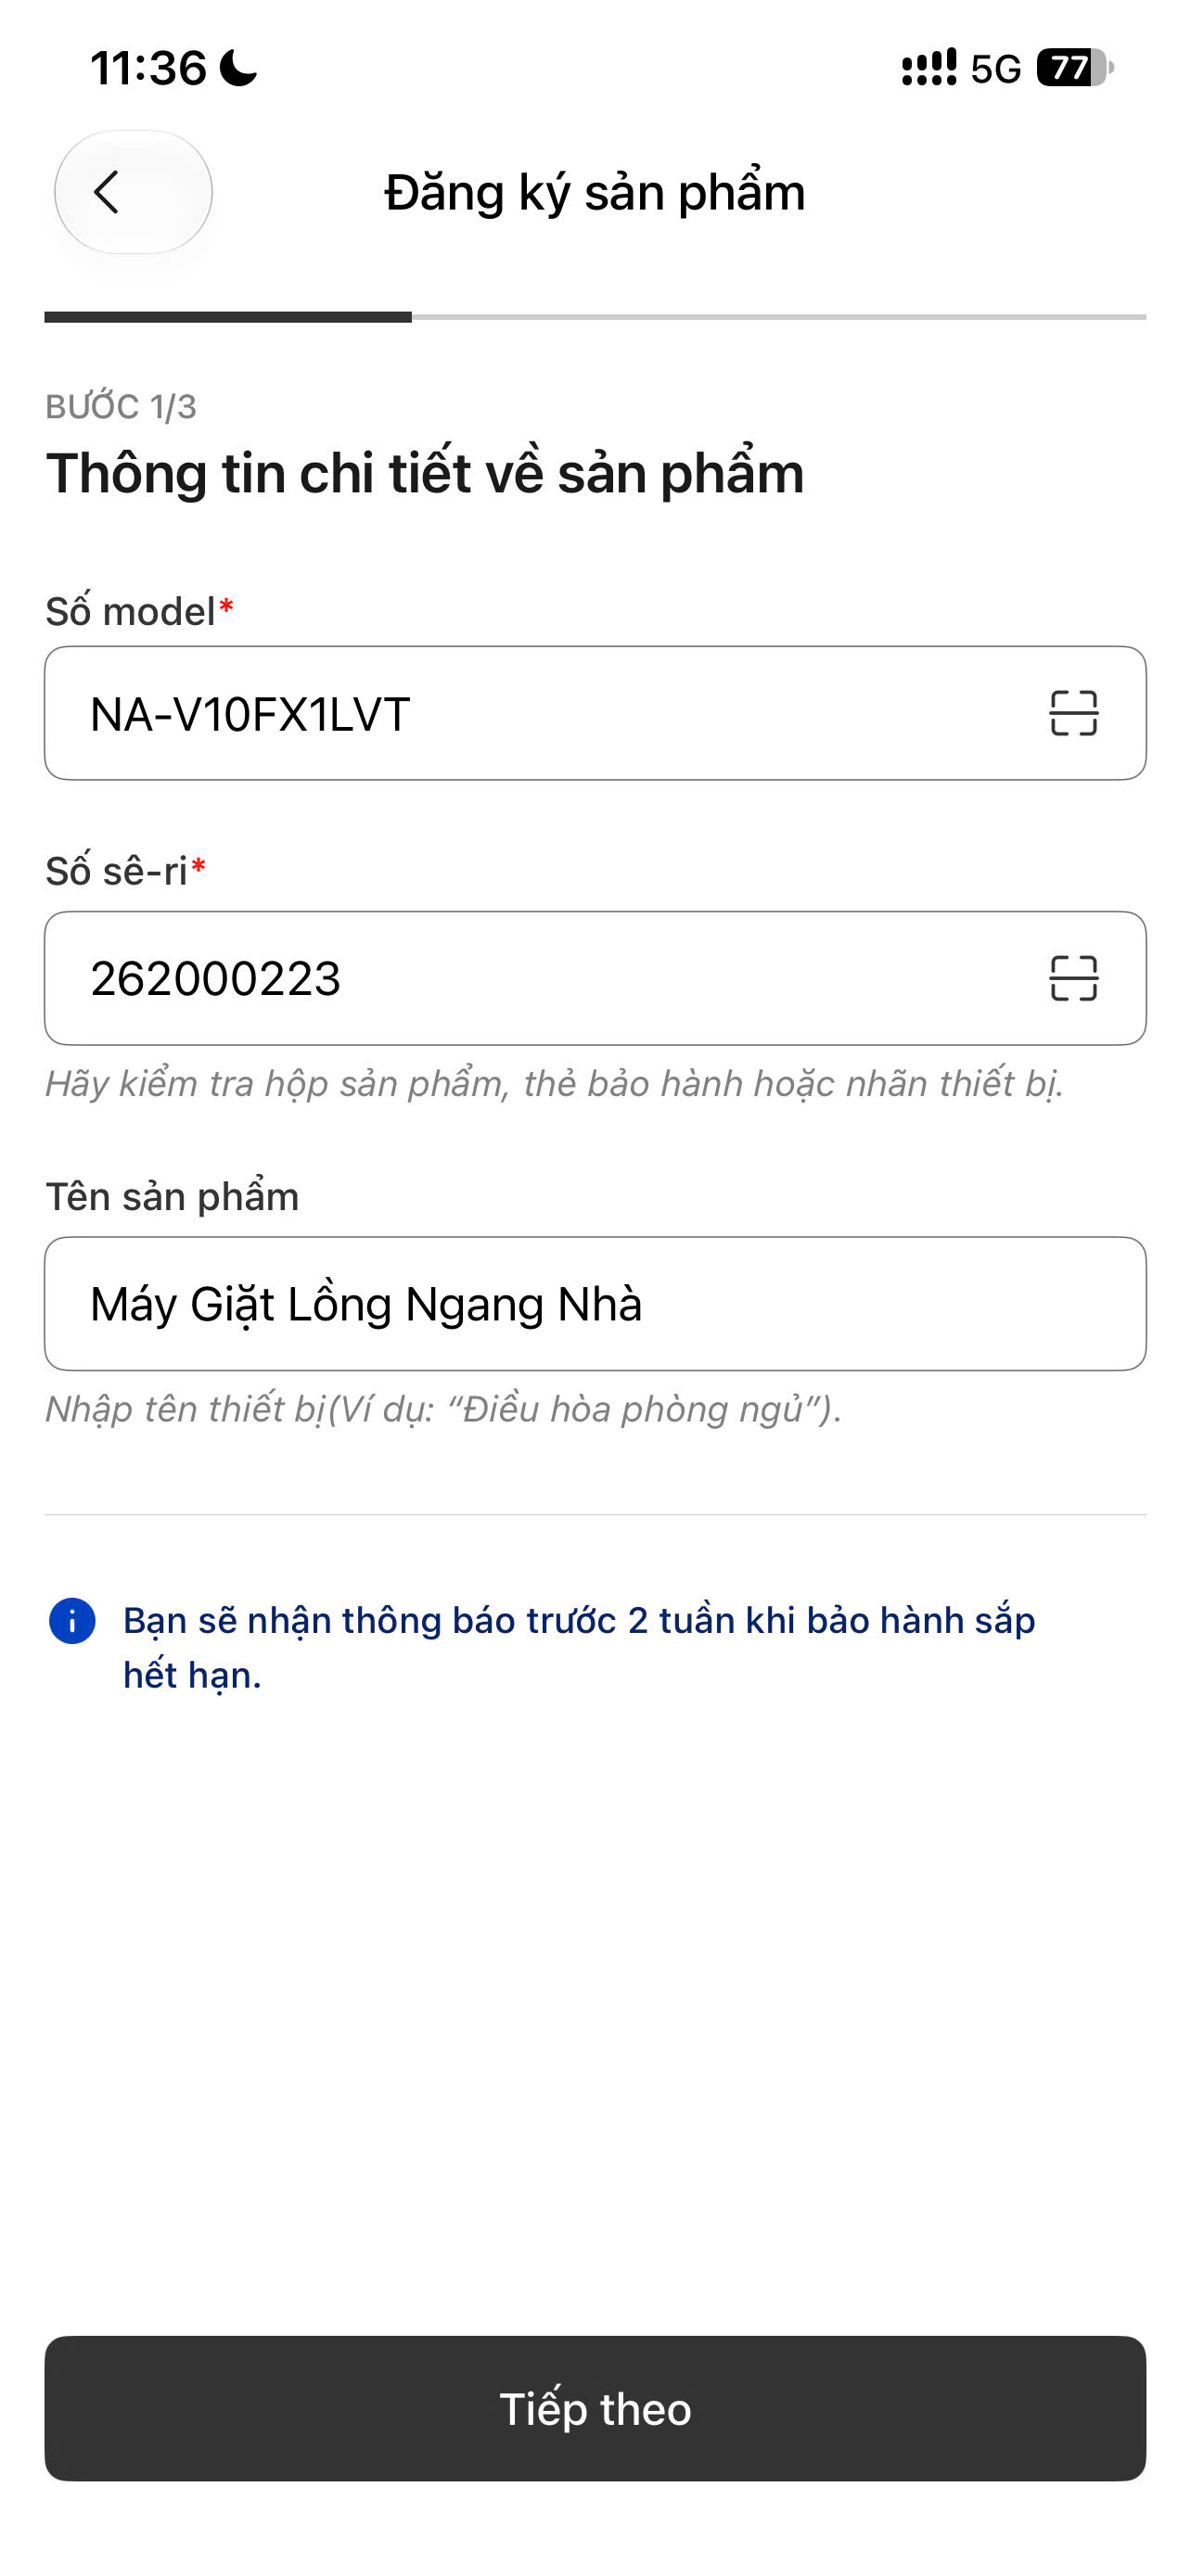 11:36
5G 77
Đăng ký sản phẩm
BƯỚC 1/3
Thông tin chi tiết về sản phẩm
Số model*
NA-V10FX1LVT
Số sê-ri*
262000223
Hãy kiểm tra hộp sản phẩm, thẻ bảo hành hoặc nhãn thiết bị.
Tên sản phẩm
Máy Giặt Lồng Ngang Nhà
Nhập tên thiết bị(Ví dụ: “Điều hòa phòng ngủ”).
Bạn sẽ nhận thông báo trước 2 tuần khi bảo hành sắp
hết hạn.
Tiếp theo